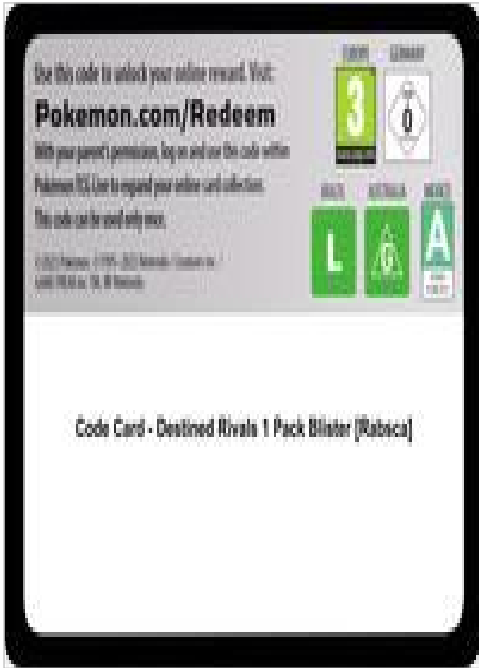 Use this code to unlock your online reward. Visit:
Pokemon.com/Redeem
With your parent's permission, log on and use this code within
Pokémon TCG Live to expand your online card collection.
This code can be used only once.
EUROPE GERMANY
3
0
BRAZIL AUSTRALIA MEXICO
L
G
A
Code Card - Destined Rivals 1 Pack Blister [Rabsca]